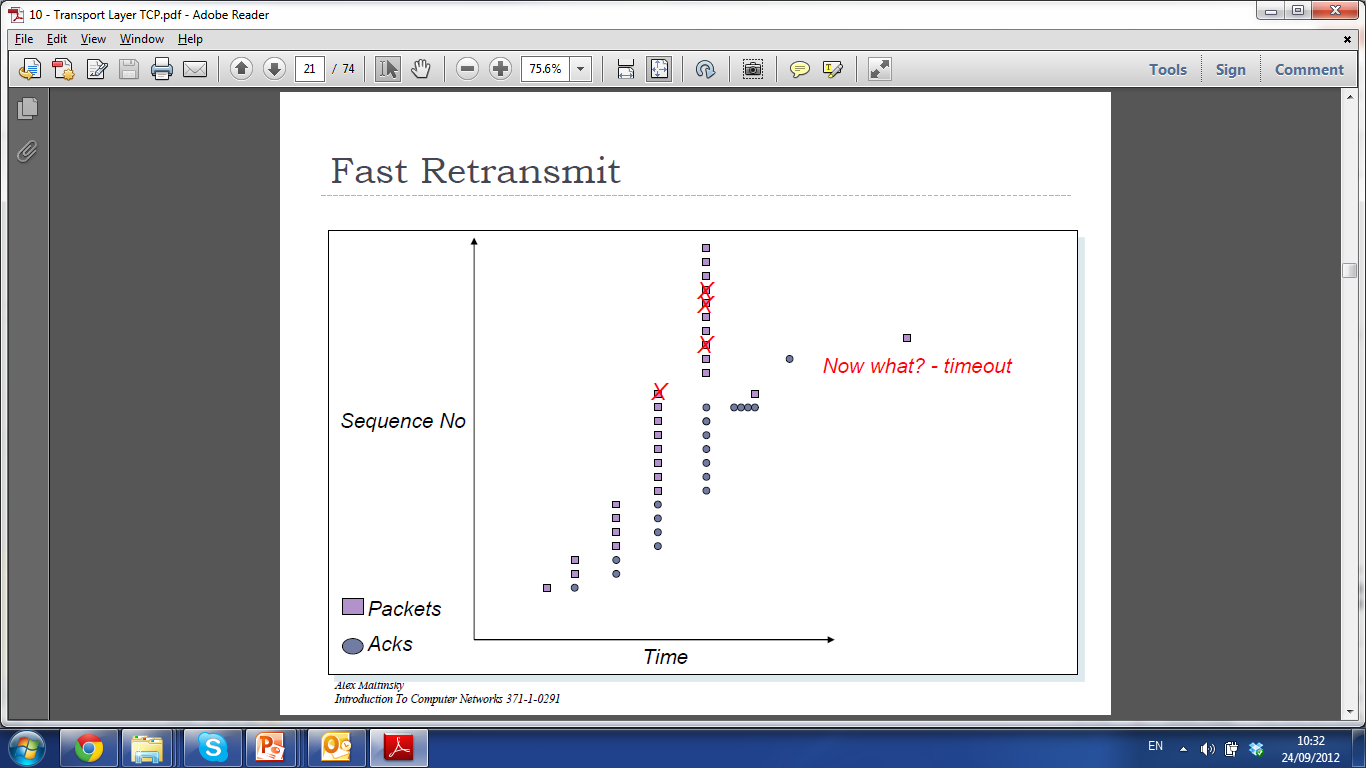 10 - Transport Layer TCP.pdf - Adobe Reader
File Edit View Window Help
21 / 74 75.6% Tools Sign Comment
Fast Retransmit
Now what? - timeout
Sequence No
Packets
Acks
Time
Alex Maltinsky
Introduction To Computer Networks 371-1-0291
EN
10:32
24/09/2012